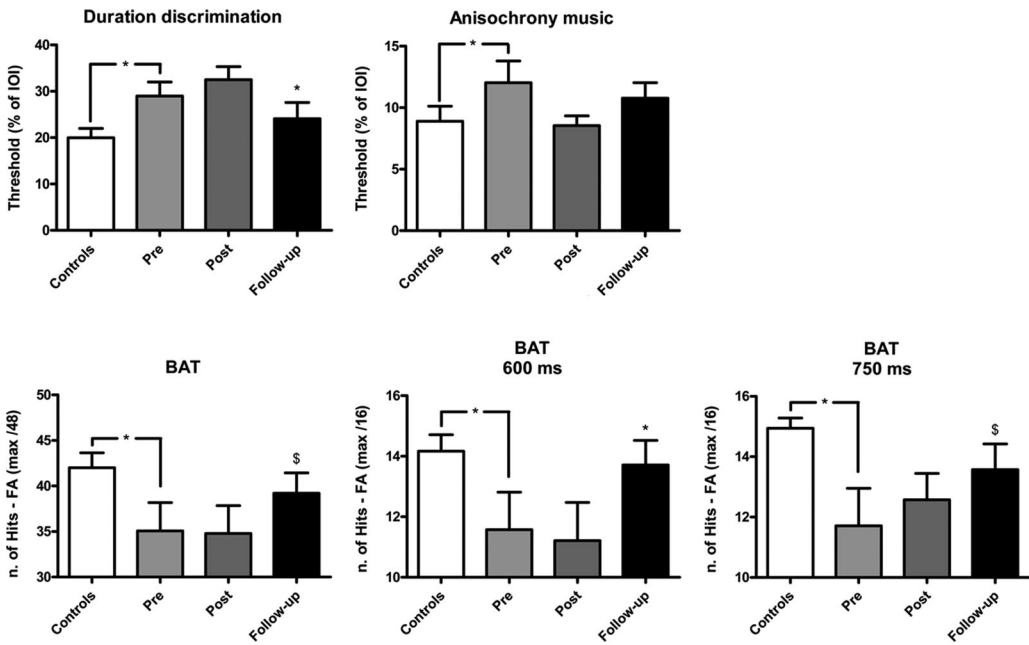 Duration discrimination
Threshold (% of IOI)
40
30
20
10
0
*
*
Controls
Pre
Post
Follow-up
Anisochrony music
Threshold (% of IOI)
15
10
5
0
*
Controls
Pre
Post
Follow-up
BAT
n. of Hits - FA (max /48)
50
45
40
35
30
*
$
Controls
Pre
Post
Follow-up
BAT
600 ms
n. of Hits - FA (max /16)
16
14
12
10
*
*
Controls
Pre
Post
Follow-up
BAT
750 ms
n. of Hits - FA (max /16)
16
14
12
10
*
$
Controls
Pre
Post
Follow-up